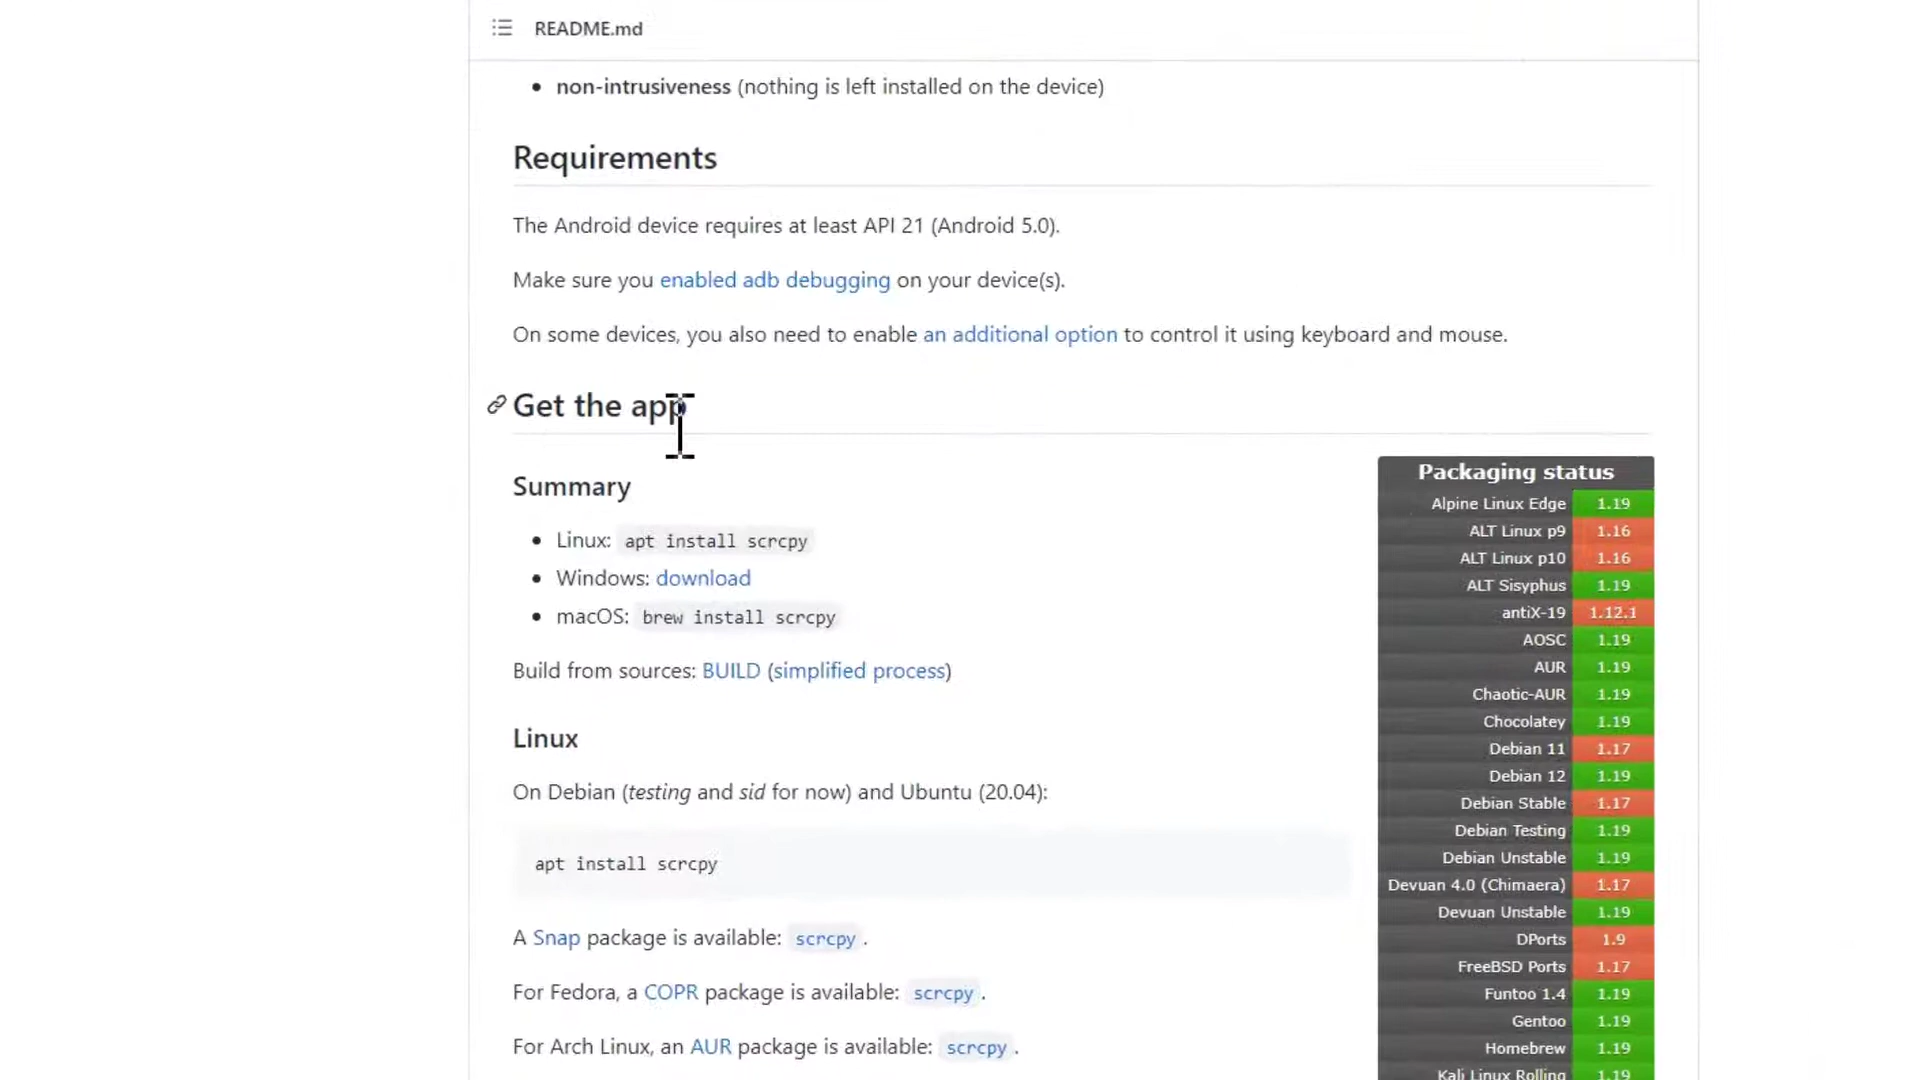 README.md
• non-intrusiveness (nothing is left installed on the device)
Requirements
The Android device requires at least API 21 (Android 5.0).
Make sure you enabled adb debugging on your device(s).
On some devices, you also need to enable an additional option to control it using keyboard and mouse.
Get the app
Summary
• Linux: apt install scrcpy
• Windows: download
• macOS: brew install scrcpy
Build from sources: BUILD (simplified process)
Linux
On Debian (testing and sid for now) and Ubuntu (20.04):
apt install scrcpy
A Snap package is available: scrcpy .
For Fedora, a COPR package is available: scrcpy .
For Arch Linux, an AUR package is available: scrcpy .
Packaging status
Alpine Linux Edge 1.19
ALT Linux p9 1.16
ALT Linux p10 1.16
ALT Sisyphus 1.19
antiX-19 1.12.1
AOSC 1.19
AUR 1.19
Chaotic-AUR 1.19
Chocolatey 1.19
Debian 11 1.17
Debian 12 1.19
Debian Stable 1.17
Debian Testing 1.19
Debian Unstable 1.19
Devuan 4.0 (Chimaera) 1.17
Devuan Unstable 1.19
DPorts 1.9
FreeBSD Ports 1.17
Funtoo 1.4 1.19
Gentoo 1.19
Homebrew 1.19
Kali Linux Rolling 1.19